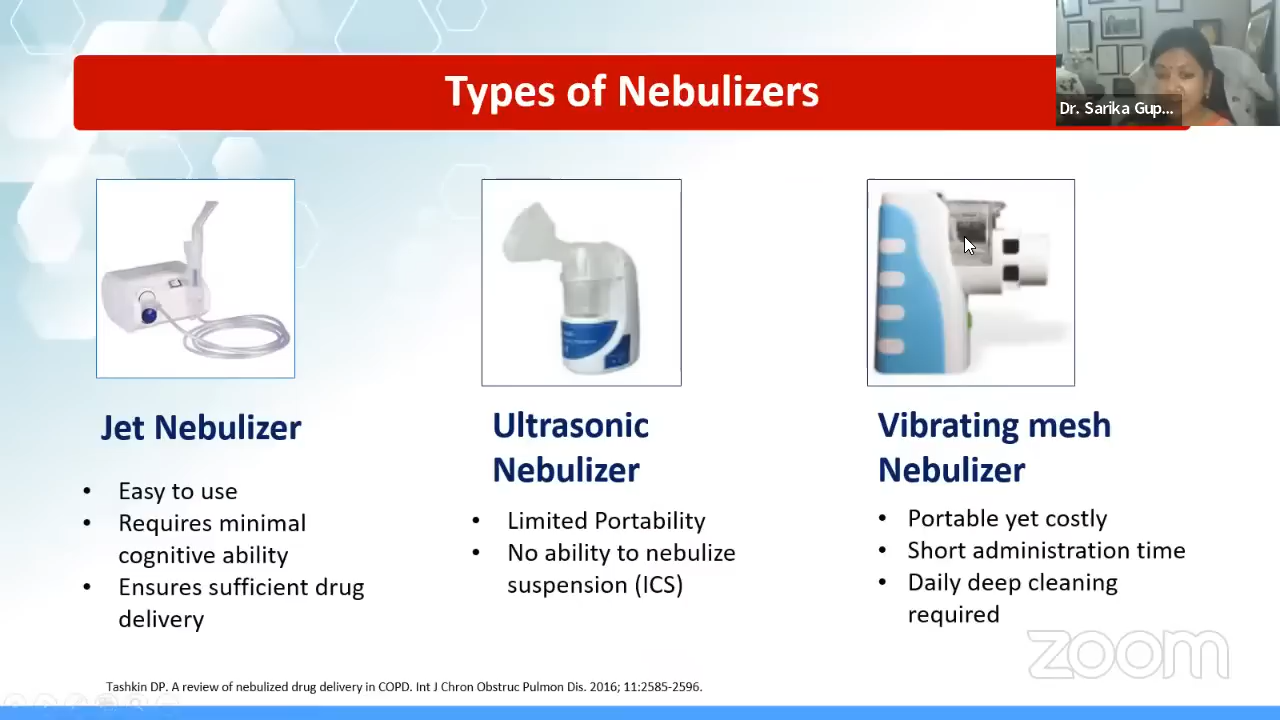 Types of Nebulizers
Dr. Sarika Gup...
Jet Nebulizer
• Easy to use
• Requires minimal
cognitive ability
• Ensures sufficient drug
delivery
Ultrasonic
Nebulizer
• Limited Portability
• No ability to nebulize
suspension (ICS)
Vibrating mesh
Nebulizer
• Portable yet costly
• Short administration time
• Daily deep cleaning
required
zoom
Tashkin DP. A review of nebulized drug delivery in COPD. Int J Chron Obstruc Pulmon Dis. 2016; 11:2585-2596.